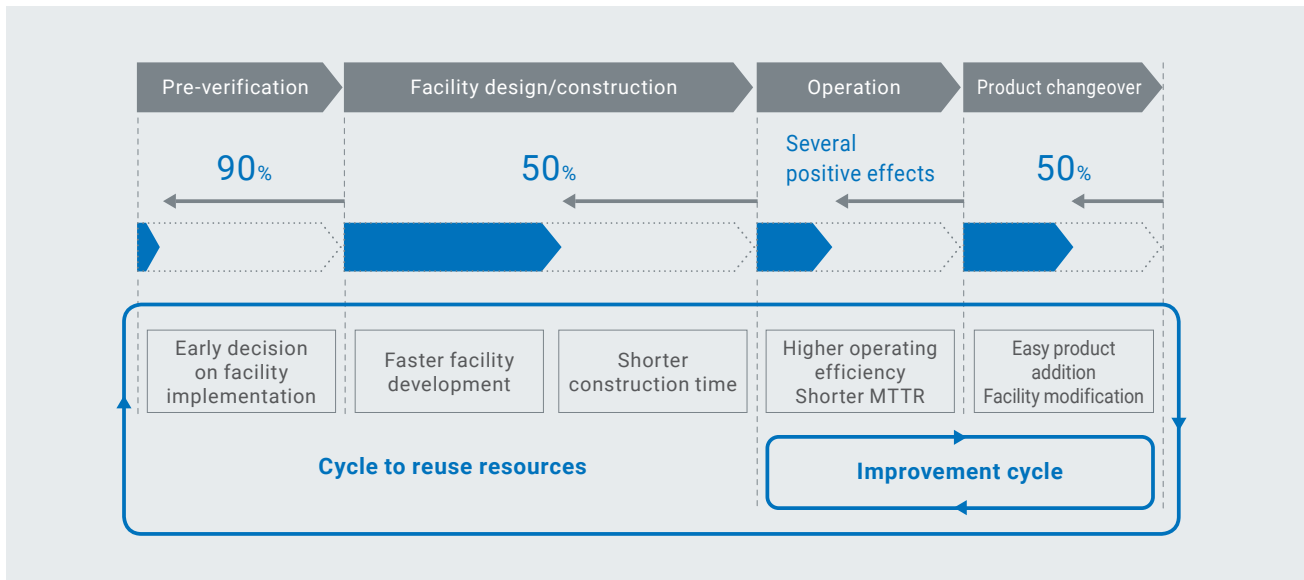 Pre-verification
Facility design/construction
Operation
Product changeover
90%
50%
Several
positive effects
50%
Early decision
on facility
implementation
Faster facility
development
Shorter
construction time
Higher operating
efficiency
Shorter MTTR
Easy product
addition
Facility modification
Cycle to reuse resources
Improvement cycle